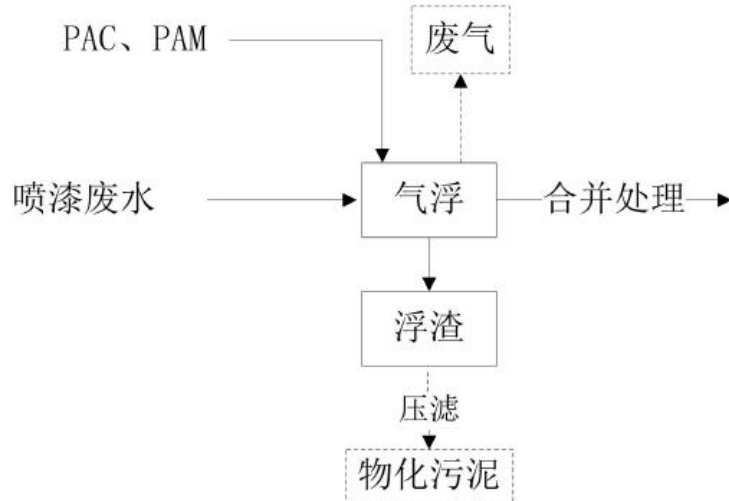 PAC、PAM
废气
喷漆废水
气浮
合并处理
浮渣
压滤
物化污泥